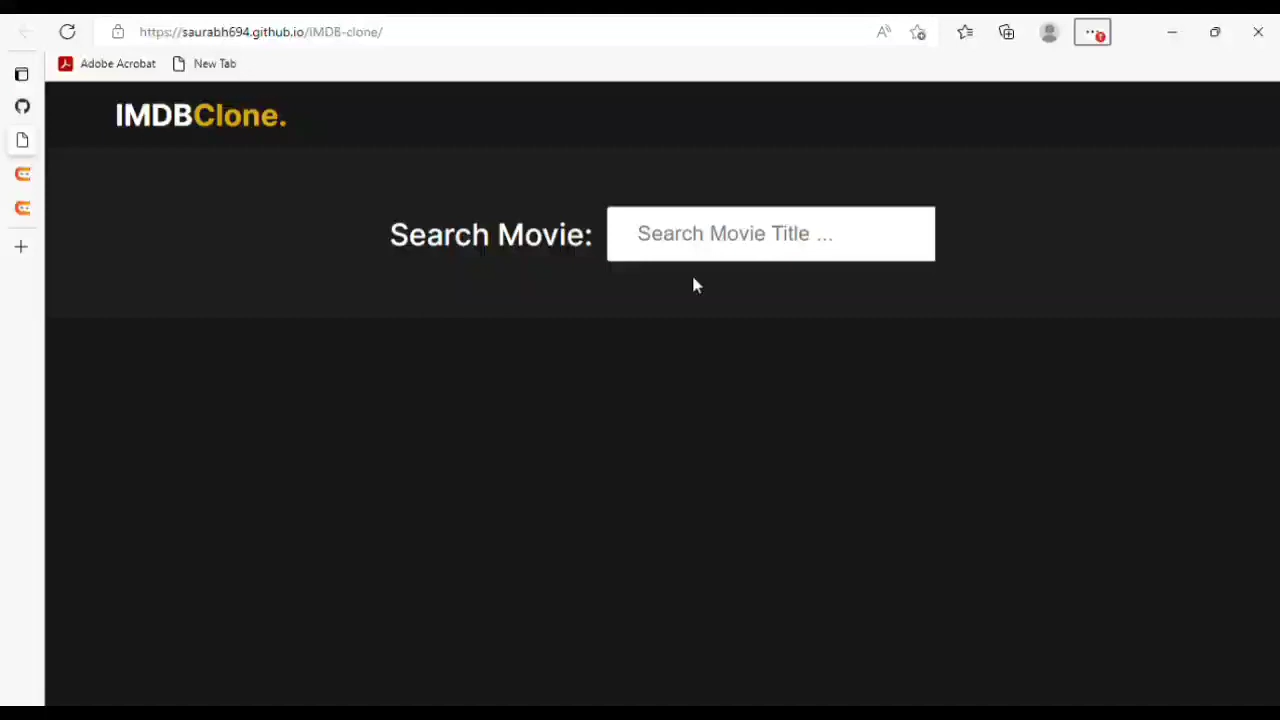 https://saurabh694.github.io/IMDB-clone/
Adobe Acrobat New Tab
IMDBClone.
Search Movie: Search Movie Title ...